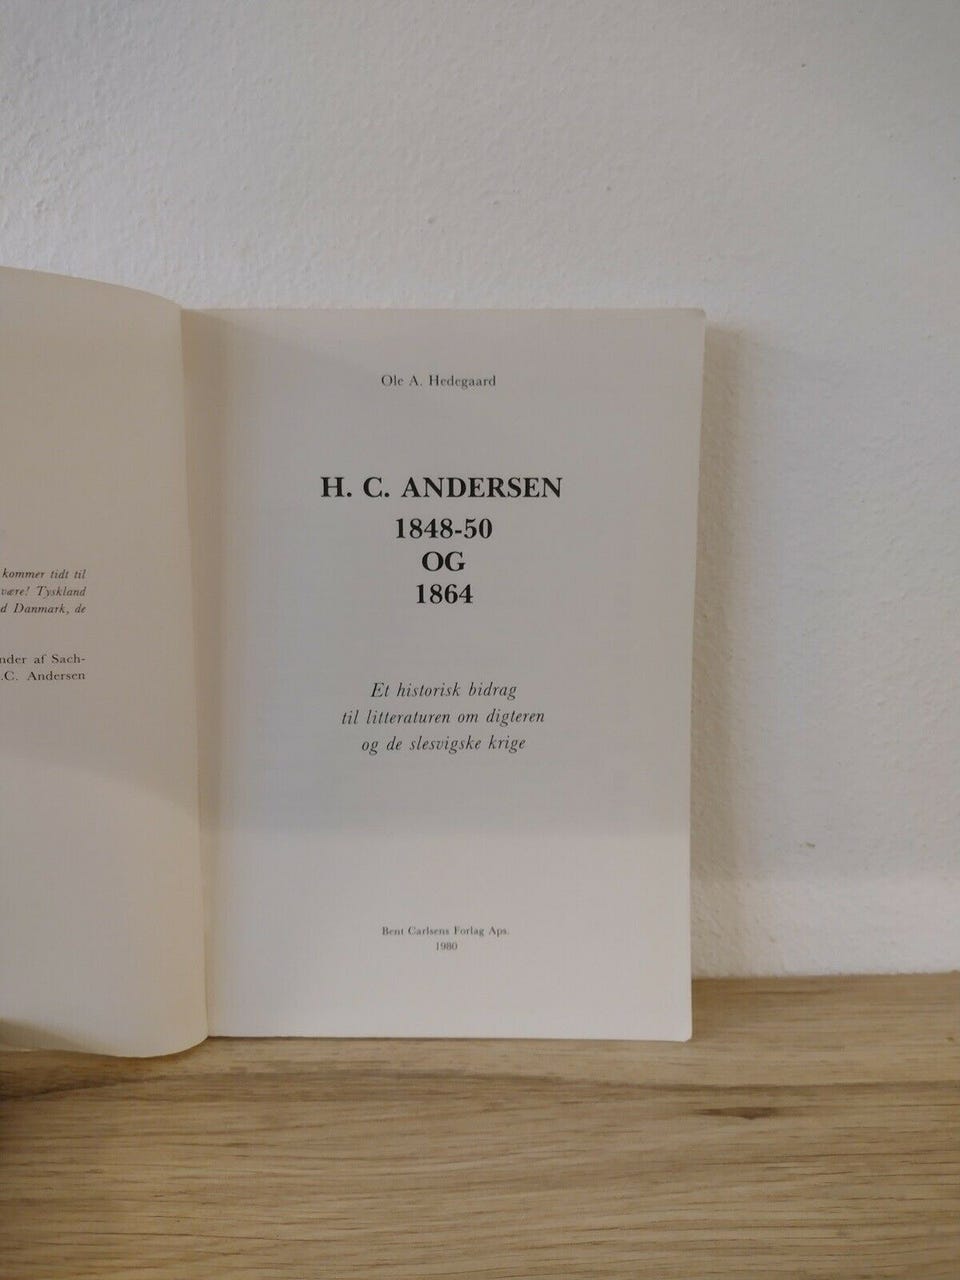 kommer tidt til
være! Tyskland
d Danmark, de
nder af Sach-
.C. Andersen
Ole A. Hedegaard
H. C. ANDERSEN
1848-50
OG
1864
Et historisk bidrag
til litteraturen om digteren
og de slesvigske krige
Bent Carlsens Forlag Aps.
1980